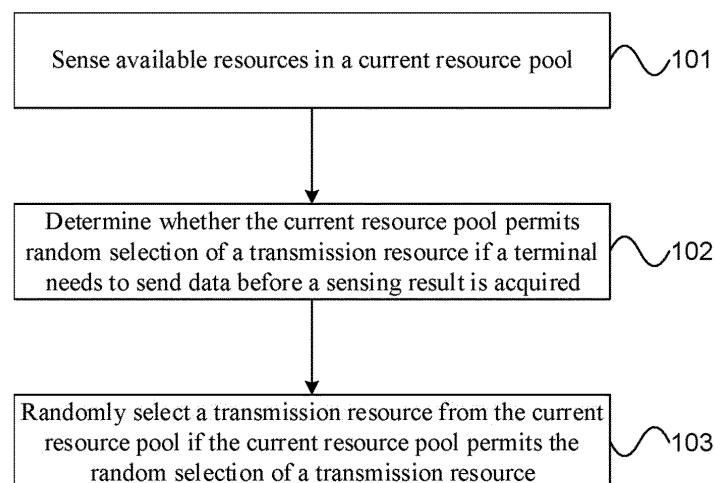 Sense available resources in a current resource pool
101
Determine whether the current resource pool permits
random selection of a transmission resource if a terminal
needs to send data before a sensing result is acquired
102
Randomly select a transmission resource from the current
resource pool if the current resource pool permits the
random selection of a transmission resource
103